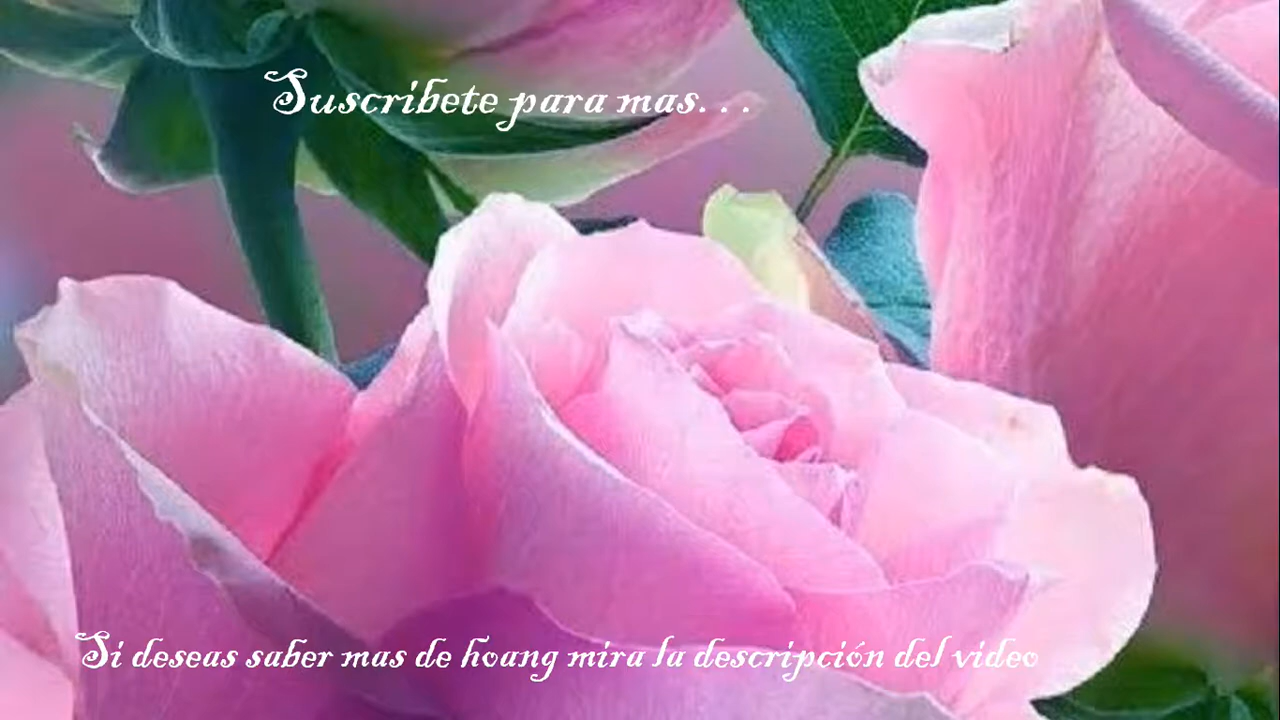 Suscribete para mas. . .
Si deseas saber mas de hoang mira la descripción del video